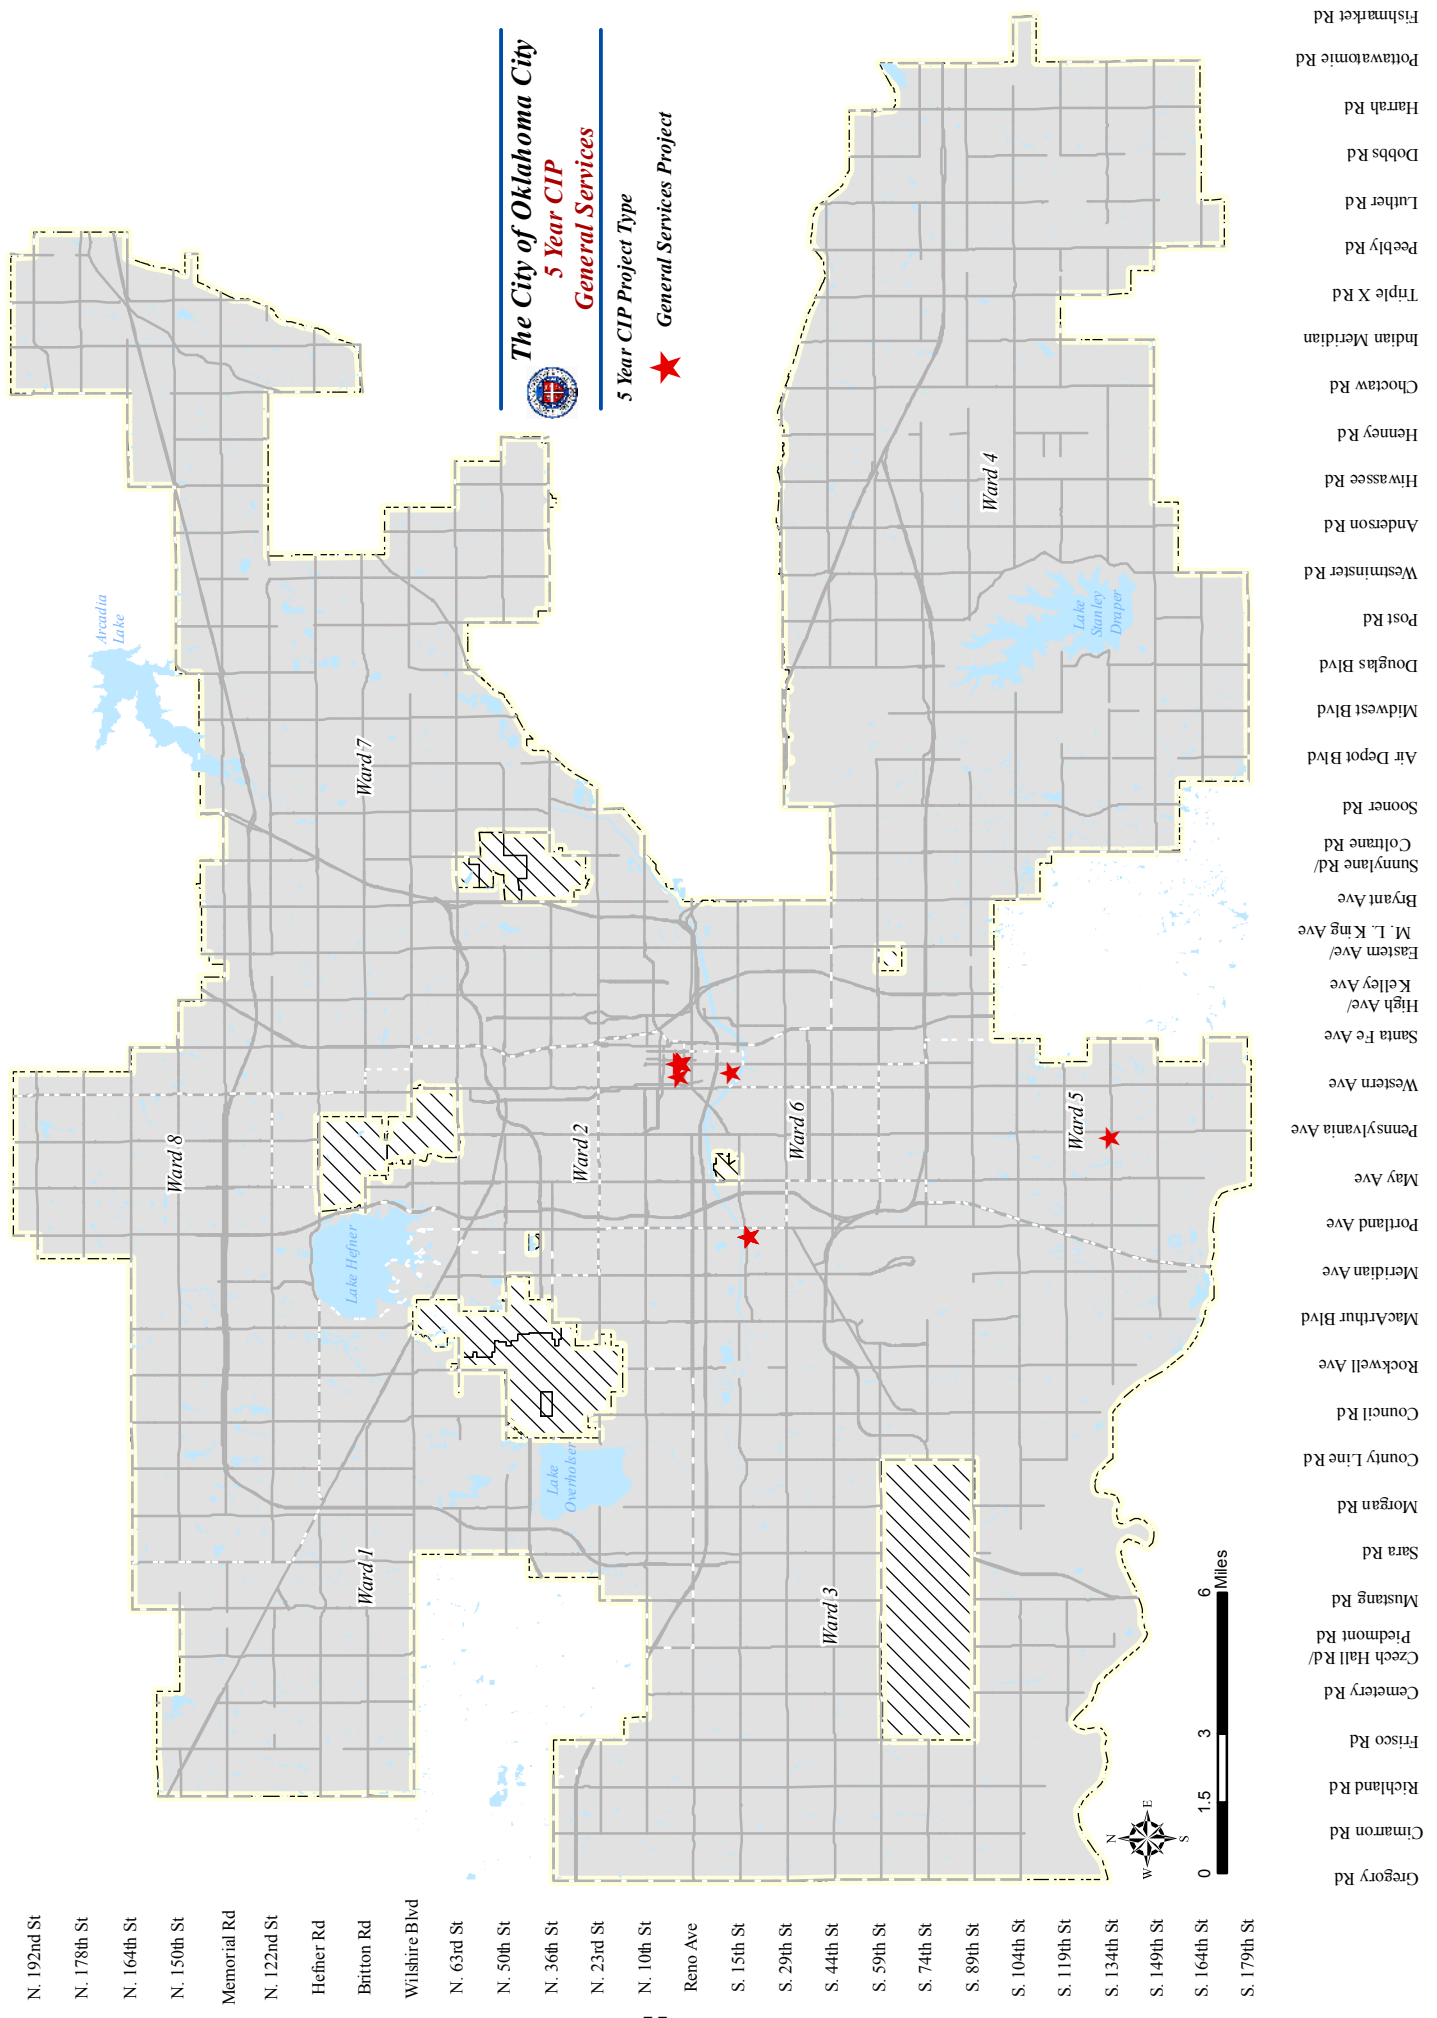 The City of Oklahoma City
5 Year CIP
General Services
5 Year CIP Project Type
General Services Project
Arcadia
Lake
Ward 7
Ward 8
Ward 4
Lake
Stanley
Draper
Ward 2
Ward 6
Ward 5
Lake Hefner
Lake
Overholser
Ward 1
Ward 3
N
W
E
S
0
1.5
3
6
Miles
N. 192nd St
N. 178th St
N. 164th St
N. 150th St
Memorial Rd
N. 122nd St
Hefner Rd
Britton Rd
Wilshire Blvd
N. 63rd St
N. 50th St
N. 36th St
N. 23rd St
N. 10th St
Reno Ave
S. 15th St
S. 29th St
S. 44th St
S. 59th St
S. 74th St
S. 89th St
S. 104th St
S. 119th St
S. 134th St
S. 149th St
S. 164th St
S. 179th St
Gregory Rd
Cimarron Rd
Richland Rd
Frisco Rd
Cemetery Rd
Czech Hall Rd/
Piedmont Rd
Mustang Rd
Sara Rd
Morgan Rd
County Line Rd
Council Rd
Rockwell Ave
MacArthur Blvd
Meridian Ave
Portland Ave
May Ave
Pennsylvania Ave
Western Ave
Santa Fe Ave
High Ave/
Kelley Ave
Eastern Ave/
M. L. King Ave
Bryant Ave
Sunnylane Rd/
Coltrane Rd
Sooner Rd
Air Depot Blvd
Midwest Blvd
Douglas Blvd
Post Rd
Westminster Rd
Anderson Rd
Hiwassee Rd
Henney Rd
Choctaw Rd
Indian Meridian
Triple X Rd
Peebly Rd
Luther Rd
Dobbs Rd
Harrah Rd
Pottawatomie Rd
Fishmarket Rd